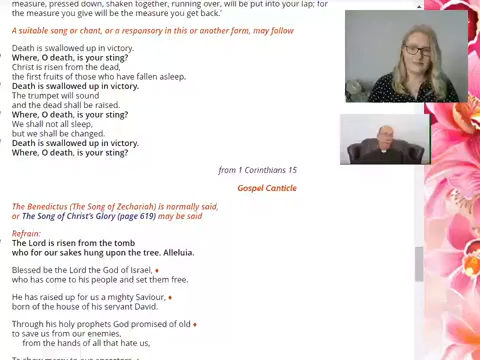 measure, pressed down, shaken together, running over, will be put into your lap; for
the measure you give will be the measure you get back.'
A suitable song or chant, or a responsory in this or another form, may follow
Death is swallowed up in victory.
Where, O death, is your sting?
Christ is risen from the dead,
the first fruits of those who have fallen asleep.
Death is swallowed up in victory.
The trumpet will sound
and the dead shall be raised.
Where, O death, is your sting?
We shall not all sleep,
but we shall be changed.
Death is swallowed up in victory.
Where, O death, is your sting?
from 1 Corinthians 15
Gospel Canticle
The Benedictus (The Song of Zechariah) is normally said,
or The Song of Christ's Glory (page 619) may be said
Refrain:
The Lord is risen from the tomb
who for our sakes hung upon the tree. Alleluia.
Blessed be the Lord the God of Israel, ♦
who has come to his people and set them free.
He has raised up for us a mighty Saviour, ♦
born of the house of his servant David.
Through his holy prophets God promised of old ♦
to save us from our enemies,
from the hands of all that hate us,
To show mercy to our ancestors, ♦